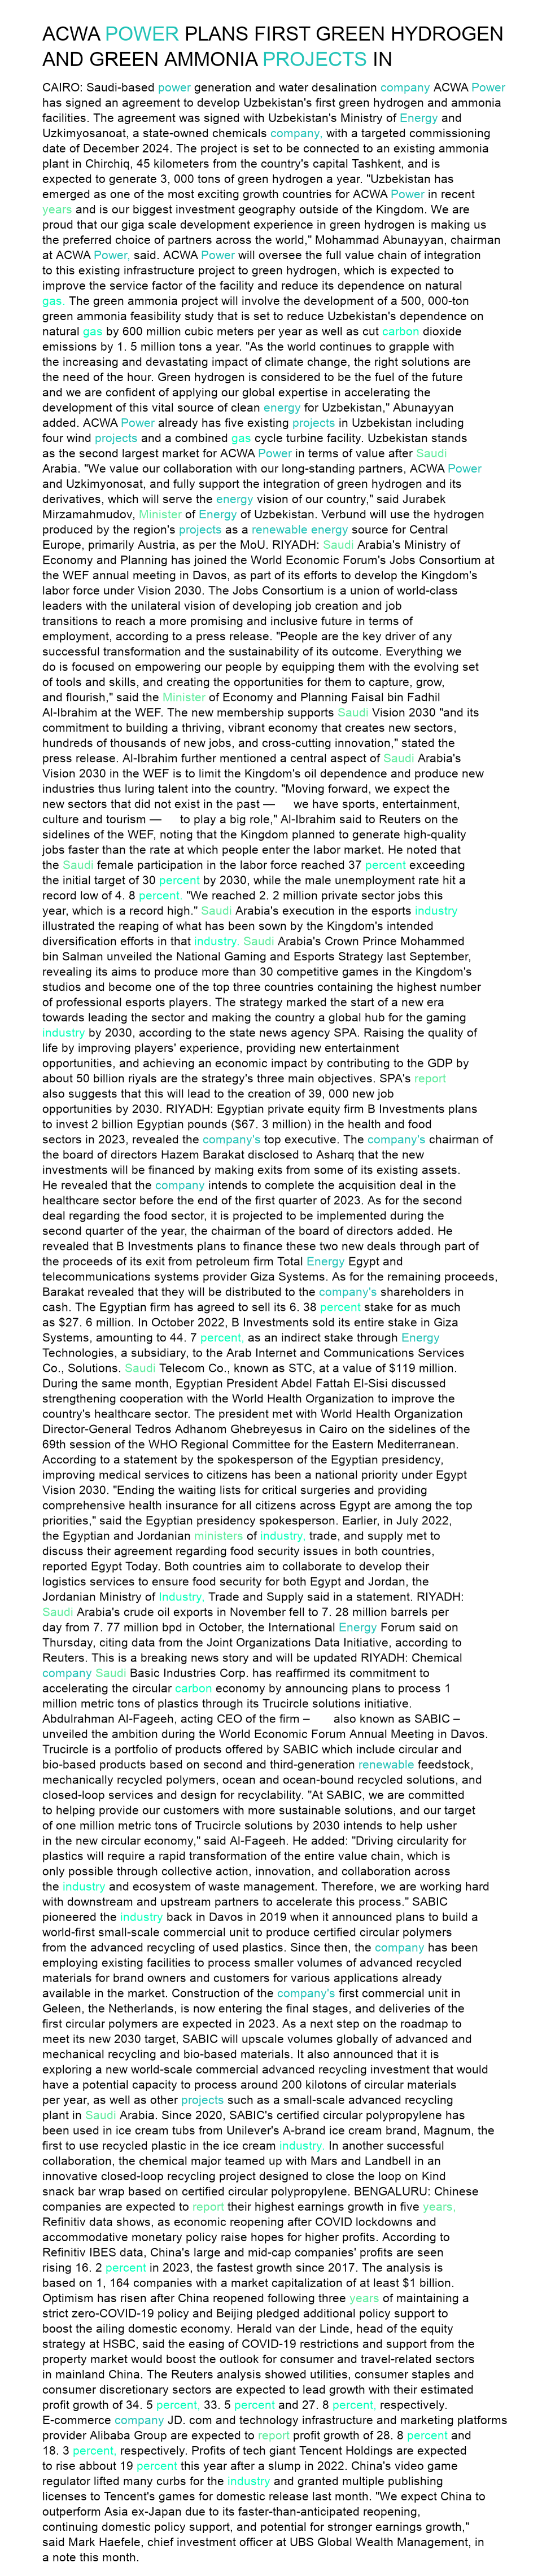 ACWA POWER PLANS FIRST GREEN HYDROGEN
AND GREEN AMMONIA PROJECTS IN
CAIRO: Saudi-based power generation and water desalination company ACWA Power
has signed an agreement to develop Uzbekistan's first green hydrogen and ammonia
facilities. The agreement was signed with Uzbekistan's Ministry of Energy and
Uzkimyosanoat, a state-owned chemicals company, with a targeted commissioning
date of December 2024. The project is set to be connected to an existing ammonia
plant in Chirchiq, 45 kilometers from the country's capital Tashkent, and is
expected to generate 3, 000 tons of green hydrogen a year. "Uzbekistan has
emerged as one of the most exciting growth countries for ACWA Power in recent
years and is our biggest investment geography outside of the Kingdom. We are
proud that our giga scale development experience in green hydrogen is making us
the preferred choice of partners across the world," Mohammad Abunayyan, chairman
at ACWA Power, said. ACWA Power will oversee the full value chain of integration
to this existing infrastructure project to green hydrogen, which is expected to
improve the service factor of the facility and reduce its dependence on natural
gas. The green ammonia project will involve the development of a 500, 000-ton
green ammonia feasibility study that is set to reduce Uzbekistan's dependence on
natural gas by 600 million cubic meters per year as well as cut carbon dioxide
emissions by 1. 5 million tons a year. "As the world continues to grapple with
the increasing and devastating impact of climate change, the right solutions are
the need of the hour. Green hydrogen is considered to be the fuel of the future
and we are confident of applying our global expertise in accelerating the
development of this vital source of clean energy for Uzbekistan," Abunayyan
added. ACWA Power already has five existing projects in Uzbekistan including
four wind projects and a combined gas cycle turbine facility. Uzbekistan stands
as the second largest market for ACWA Power in terms of value after Saudi
Arabia. "We value our collaboration with our long-standing partners, ACWA Power
and Uzkimyonosat, and fully support the integration of green hydrogen and its
derivatives, which will serve the energy vision of our country," said Jurabek
Mirzamahmudov, Minister of Energy of Uzbekistan. Verbund will use the hydrogen
produced by the region's projects as a renewable energy source for Central
Europe, primarily Austria, as per the MoU. RIYADH: Saudi Arabia's Ministry of
Economy and Planning has joined the World Economic Forum's Jobs Consortium at
the WEF annual meeting in Davos, as part of its efforts to develop the Kingdom's
labor force under Vision 2030. The Jobs Consortium is a union of world-class
leaders with the unilateral vision of developing job creation and job
transitions to reach a more promising and inclusive future in terms of
employment, according to a press release. "People are the key driver of any
successful transformation and the sustainability of its outcome. Everything we
do is focused on empowering our people by equipping them with the evolving set
of tools and skills, and creating the opportunities for them to capture, grow,
and flourish," said the Minister of Economy and Planning Faisal bin Fadhil
Al-Ibrahim at the WEF. The new membership supports Saudi Vision 2030 "and its
commitment to building a thriving, vibrant economy that creates new sectors,
hundreds of thousands of new jobs, and cross-cutting innovation," stated the
press release. Al-Ibrahim further mentioned a central aspect of Saudi Arabia's
Vision 2030 in the WEF is to limit the Kingdom's oil dependence and produce new
industries thus luring talent into the country. "Moving forward, we expect the
new sectors that did not exist in the past — we have sports, entertainment,
culture and tourism — to play a big role," Al-Ibrahim said to Reuters on the
sidelines of the WEF, noting that the Kingdom planned to generate high-quality
jobs faster than the rate at which people enter the labor market. He noted that
the Saudi female participation in the labor force reached 37 percent exceeding
the initial target of 30 percent by 2030, while the male unemployment rate hit a
record low of 4. 8 percent. "We reached 2. 2 million private sector jobs this
year, which is a record high." Saudi Arabia's execution in the esports industry
illustrated the reaping of what has been sown by the Kingdom's intended
diversification efforts in that industry. Saudi Arabia's Crown Prince Mohammed
bin Salman unveiled the National Gaming and Esports Strategy last September,
revealing its aims to produce more than 30 competitive games in the Kingdom's
studios and become one of the top three countries containing the highest number
of professional esports players. The strategy marked the start of a new era
towards leading the sector and making the country a global hub for the gaming
industry by 2030, according to the state news agency SPA. Raising the quality of
life by improving players' experience, providing new entertainment
opportunities, and achieving an economic impact by contributing to the GDP by
about 50 billion riyals are the strategy's three main objectives. SPA's report
also suggests that this will lead to the creation of 39, 000 new job
opportunities by 2030. RIYADH: Egyptian private equity firm B Investments plans
to invest 2 billion Egyptian pounds ($67. 3 million) in the health and food
sectors in 2023, revealed the company's top executive. The company's chairman of
the board of directors Hazem Barakat disclosed to Asharq that the new
investments will be financed by making exits from some of its existing assets.
He revealed that the company intends to complete the acquisition deal in the
healthcare sector before the end of the first quarter of 2023. As for the second
deal regarding the food sector, it is projected to be implemented during the
second quarter of the year, the chairman of the board of directors added. He
revealed that B Investments plans to finance these two new deals through part of
the proceeds of its exit from petroleum firm Total Energy Egypt and
telecommunications systems provider Giza Systems. As for the remaining proceeds,
Barakat revealed that they will be distributed to the company's shareholders in
cash. The Egyptian firm has agreed to sell its 6. 38 percent stake for as much
as $27. 6 million. In October 2022, B Investments sold its entire stake in Giza
Systems, amounting to 44. 7 percent, as an indirect stake through Energy
Technologies, a subsidiary, to the Arab Internet and Communications Services
Co., Solutions. Saudi Telecom Co., known as STC, at a value of $119 million.
During the same month, Egyptian President Abdel Fattah El-Sisi discussed
strengthening cooperation with the World Health Organization to improve the
country's healthcare sector. The president met with World Health Organization
Director-General Tedros Adhanom Ghebreyesus in Cairo on the sidelines of the
69th session of the WHO Regional Committee for the Eastern Mediterranean.
According to a statement by the spokesperson of the Egyptian presidency,
improving medical services to citizens has been a national priority under Egypt
Vision 2030. "Ending the waiting lists for critical surgeries and providing
comprehensive health insurance for all citizens across Egypt are among the top
priorities," said the Egyptian presidency spokesperson. Earlier, in July 2022,
the Egyptian and Jordanian ministers of industry, trade, and supply met to
discuss their agreement regarding food security issues in both countries,
reported Egypt Today. Both countries aim to collaborate to develop their
logistics services to ensure food security for both Egypt and Jordan, the
Jordanian Ministry of Industry, Trade and Supply said in a statement. RIYADH:
Saudi Arabia's crude oil exports in November fell to 7. 28 million barrels per
day from 7. 77 million bpd in October, the International Energy Forum said on
Thursday, citing data from the Joint Organizations Data Initiative, according to
Reuters. This is a breaking news story and will be updated RIYADH: Chemical
company Saudi Basic Industries Corp. has reaffirmed its commitment to
accelerating the circular carbon economy by announcing plans to process 1
million metric tons of plastics through its Trucircle solutions initiative.
Abdulrahman Al-Fageeh, acting CEO of the firm – also known as SABIC –
unveiled the ambition during the World Economic Forum Annual Meeting in Davos.
Trucircle is a portfolio of products offered by SABIC which include circular and
bio-based products based on second and third-generation renewable feedstock,
mechanically recycled polymers, ocean and ocean-bound recycled solutions, and
closed-loop services and design for recyclability. "At SABIC, we are committed
to helping provide our customers with more sustainable solutions, and our target
of one million metric tons of Trucircle solutions by 2030 intends to help usher
in the new circular economy," said Al-Fageeh. He added: "Driving circularity for
plastics will require a rapid transformation of the entire value chain, which is
only possible through collective action, innovation, and collaboration across
the industry and ecosystem of waste management. Therefore, we are working hard
with downstream and upstream partners to accelerate this process." SABIC
pioneered the industry back in Davos in 2019 when it announced plans to build a
world-first small-scale commercial unit to produce certified circular polymers
from the advanced recycling of used plastics. Since then, the company has been
employing existing facilities to process smaller volumes of advanced recycled
materials for brand owners and customers for various applications already
available in the market. Construction of the company's first commercial unit in
Geleen, the Netherlands, is now entering the final stages, and deliveries of the
first circular polymers are expected in 2023. As a next step on the roadmap to
meet its new 2030 target, SABIC will upscale volumes globally of advanced and
mechanical recycling and bio-based materials. It also announced that it is
exploring a new world-scale commercial advanced recycling investment that would
have a potential capacity to process around 200 kilotons of circular materials
per year, as well as other projects such as a small-scale advanced recycling
plant in Saudi Arabia. Since 2020, SABIC's certified circular polypropylene has
been used in ice cream tubs from Unilever's A-brand ice cream brand, Magnum, the
first to use recycled plastic in the ice cream industry. In another successful
collaboration, the chemical major teamed up with Mars and Landbell in an
innovative closed-loop recycling project designed to close the loop on Kind
snack bar wrap based on certified circular polypropylene. BENGALURU: Chinese
companies are expected to report their highest earnings growth in five years,
Refinitiv data shows, as economic reopening after COVID lockdowns and
accommodative monetary policy raise hopes for higher profits. According to
Refinitiv IBES data, China's large and mid-cap companies' profits are seen
rising 16. 2 percent in 2023, the fastest growth since 2017. The analysis is
based on 1, 164 companies with a market capitalization of at least $1 billion.
Optimism has risen after China reopened following three years of maintaining a
strict zero-COVID-19 policy and Beijing pledged additional policy support to
boost the ailing domestic economy. Herald van der Linde, head of the equity
strategy at HSBC, said the easing of COVID-19 restrictions and support from the
property market would boost the outlook for consumer and travel-related sectors
in mainland China. The Reuters analysis showed utilities, consumer staples and
consumer discretionary sectors are expected to lead growth with their estimated
profit growth of 34. 5 percent, 33. 5 percent and 27. 8 percent, respectively.
E-commerce company JD. com and technology infrastructure and marketing platforms
provider Alibaba Group are expected to report profit growth of 28. 8 percent and
18. 3 percent, respectively. Profits of tech giant Tencent Holdings are expected
to rise about 19 percent this year after a slump in 2022. China's video game
regulator lifted many curbs for the industry and granted multiple publishing
licenses to Tencent's games for domestic release last month. "We expect China to
outperform Asia ex-Japan due to its faster-than-anticipated reopening,
continuing domestic policy support, and potential for stronger earnings growth,"
said Mark Haefele, chief investment officer at UBS Global Wealth Management, in
a note this month.